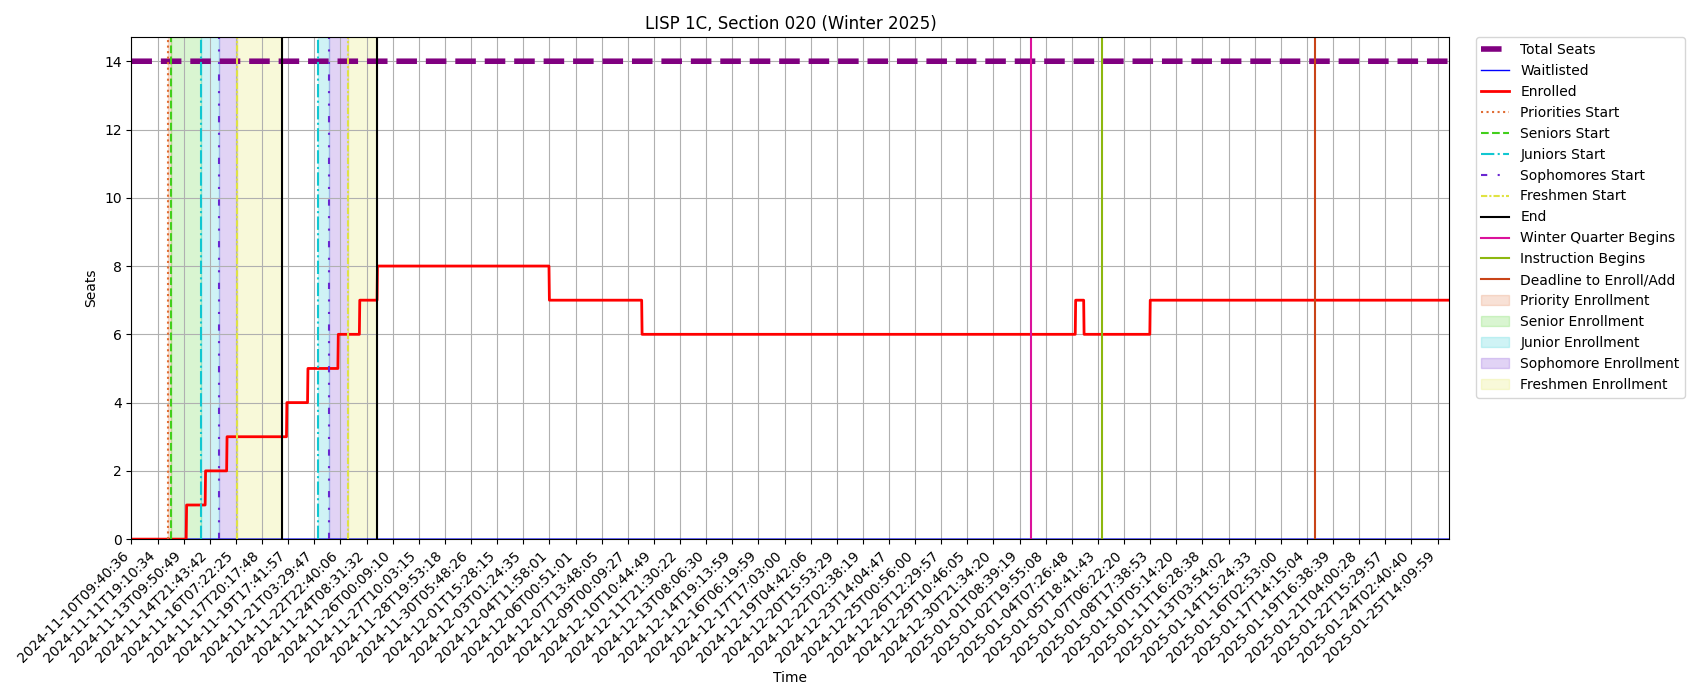 LISP 1C, Section 020 (Winter 2025)
Seats
14
12
10
8
6
4
2
0
2024-11-10T09:40:36
2024-11-11T19:10:34
2024-11-13T09:50:49
2024-11-14T21:43:42
2024-11-16T07:22:25
2024-11-17T20:17:48
2024-11-19T17:41:57
2024-11-21T03:29:47
2024-11-22T22:40:06
2024-11-24T08:31:32
2024-11-26T00:09:10
2024-11-27T10:03:15
2024-11-28T19:53:18
2024-11-30T05:48:26
2024-12-01T15:28:15
2024-12-03T01:24:35
2024-12-04T11:58:01
2024-12-06T00:51:01
2024-12-07T13:48:05
2024-12-09T00:09:27
2024-12-10T10:44:49
2024-12-11T21:30:22
2024-12-13T08:06:30
2024-12-14T19:13:59
2024-12-16T06:19:59
2024-12-17T17:03:00
2024-12-19T04:42:06
2024-12-20T15:53:29
2024-12-22T02:38:19
2024-12-23T14:04:47
2024-12-25T00:56:00
2024-12-26T12:29:57
2024-12-29T10:46:05
2024-12-30T21:34:20
2025-01-01T08:39:19
2025-01-02T19:55:08
2025-01-04T07:26:48
2025-01-05T18:41:43
2025-01-07T06:22:20
2025-01-08T17:38:53
2025-01-10T05:14:20
2025-01-11T16:28:38
2025-01-13T03:54:02
2025-01-14T15:24:33
2025-01-16T02:53:00
2025-01-17T14:15:04
2025-01-19T16:38:39
2025-01-21T04:00:28
2025-01-22T15:29:57
2025-01-24T02:40:40
2025-01-25T14:09:59
Time
Total Seats
Waitlisted
Enrolled
Priorities Start
Seniors Start
Juniors Start
Sophomores Start
Freshmen Start
End
Winter Quarter Begins
Instruction Begins
Deadline to Enroll/Add
Priority Enrollment
Senior Enrollment
Junior Enrollment
Sophomore Enrollment
Freshmen Enrollment